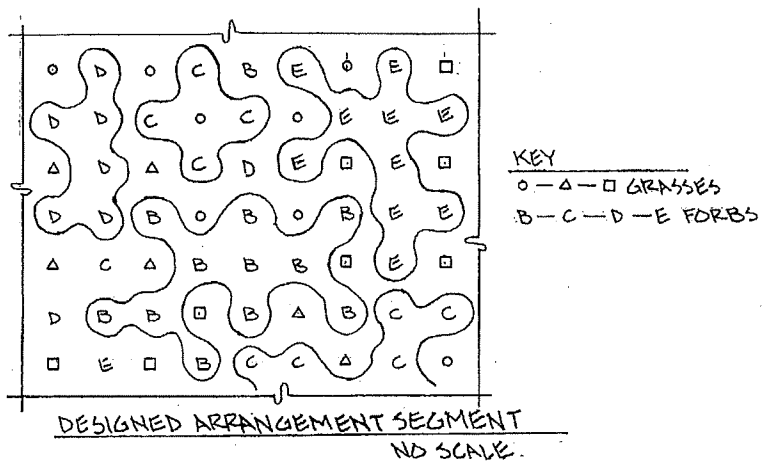 ○ D ○ C B E ○ E □
D D C ○ C ○ E E E
△ D △ C D E □ E □
D D B ○ B ○ B E E
△ C △ B B B □ E □
D B B □ B △ B C C
□ E □ B C C △ C ○
KEY
○ — △ — □ GRASSES
B — C — D — E FORBS
DESIGNED ARRANGEMENT SEGMENT
NO SCALE.